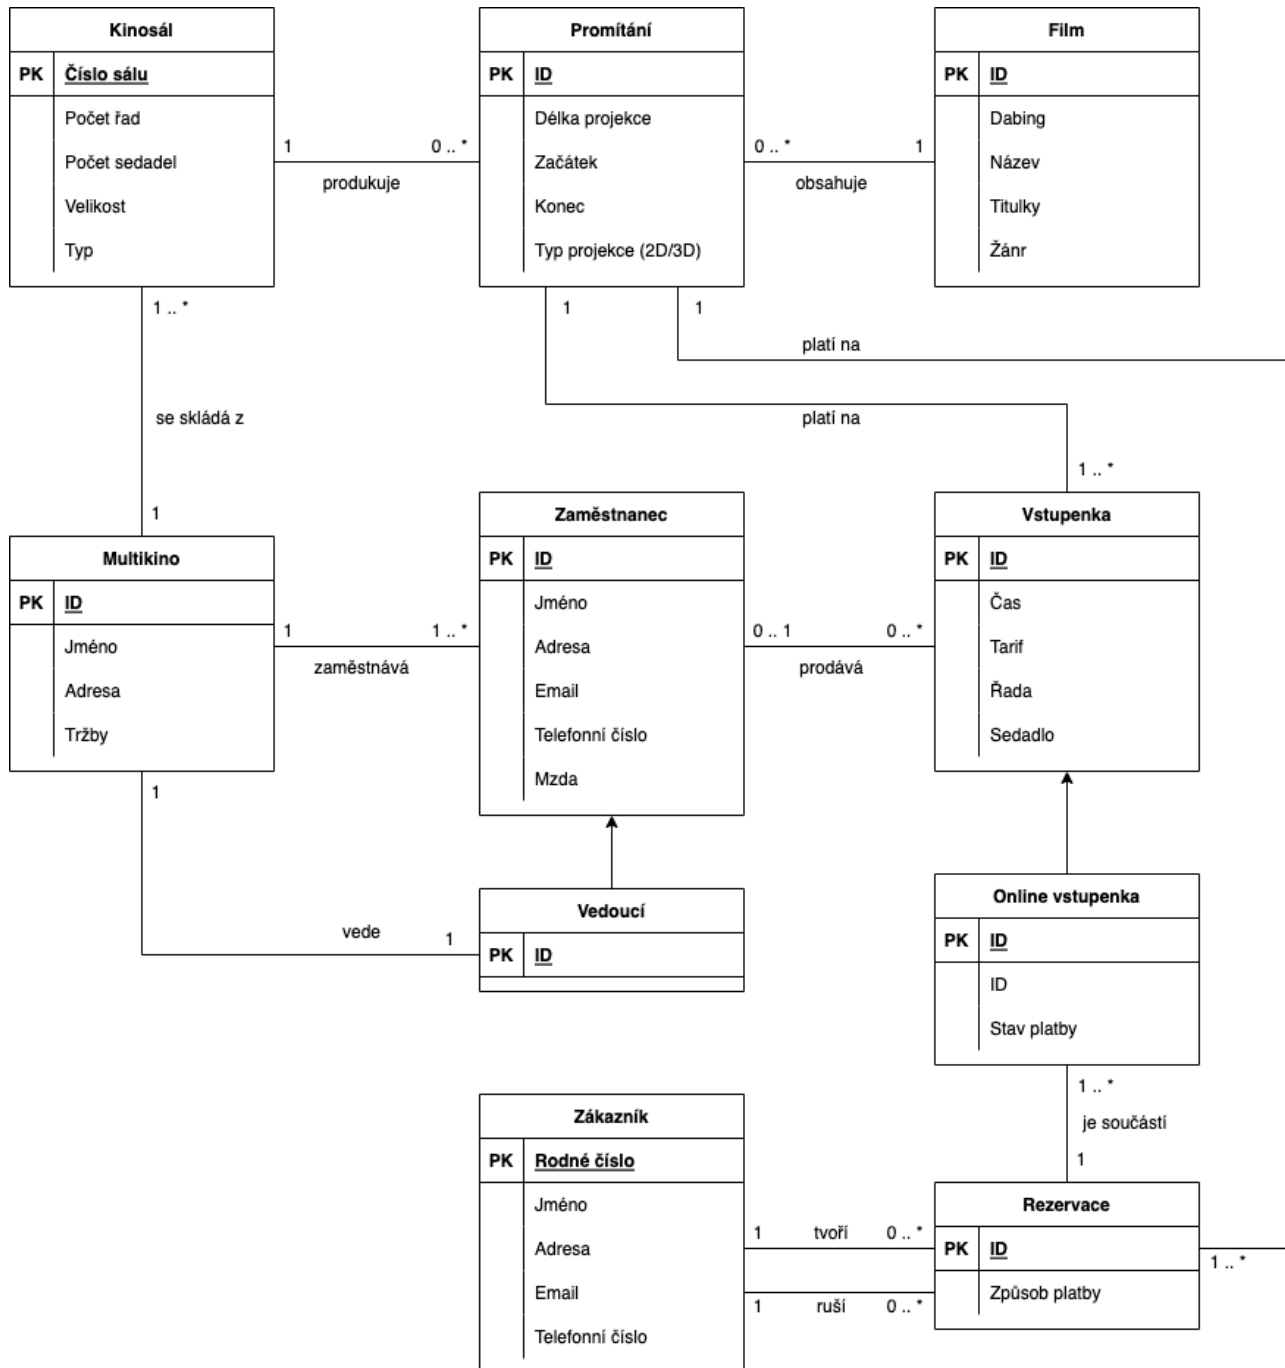 Kinosál
PK Číslo sálu
Počet řad
Počet sedadel
Velikost
Typ
1 0 .. *
produkuje
Promítání
PK ID
Délka projekce
Začátek
Konec
Typ projekce (2D/3D)
0 .. * 1
obsahuje
Film
PK ID
Dabing
Název
Titulky
Žánr
1 .. *
se skládá z
1
1
1
platí na
platí na
1 .. *
Multikino
PK ID
Jméno
Adresa
Tržby
1 1 .. *
zaměstnává
Zaměstnanec
PK ID
Jméno
Adresa
Email
Telefonní číslo
Mzda
0 .. 1 0 .. *
prodává
Vstupenka
PK ID
Čas
Tarif
Řada
Sedadlo
1
vede 1
Vedoucí
PK ID
Online vstupenka
PK ID
ID
Stav platby
1 .. *
je součástí
1
Zákazník
PK Rodné číslo
Jméno
Adresa
Email
Telefonní číslo
1 tvoří 0 .. *
1 ruší 0 .. *
Rezervace
PK ID
Způsob platby
1 .. *